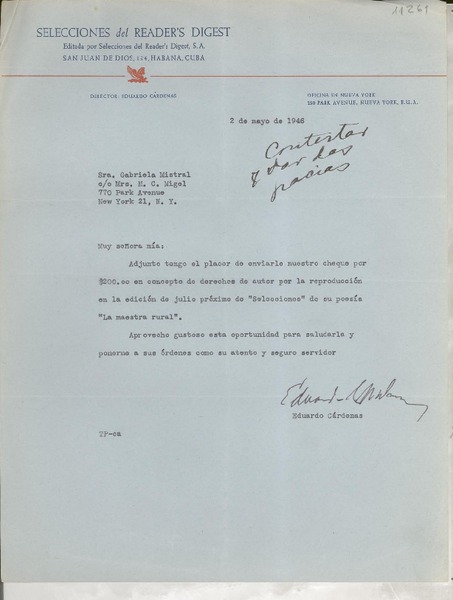 11261
SELECCIONES del READER'S DIGEST
Editada por Selecciones del Reader's Digest, S.A.
SAN JUAN DE DIOS, 154, HABANA, CUBA
DIRECTOR: EDUARDO CÁRDENAS
OFICINA EN NUEVA YORK
230 PARK AVENUE, NUEVA YORK, E.U.A.
2 de mayo de 1946
Contestar
y dar las
gracias
Sra. Gabriela Mistral
c/o Mrs. M. C. Migel
770 Park Avenue
New York 21, N. Y.
Muy señora mía:
Adjunto tengo el placer de enviarle nuestro cheque por
$200.00 en concepto de derechos de autor por la reproducción
en la edición de julio próximo de "Selecciones" de su poesía
"La maestra rural".
Aprovecho gustoso esta oportunidad para saludarla y
ponerme a sus órdenes como su atento y seguro servidor
Eduardo Cárdenas
Eduardo Cárdenas
TP-ca